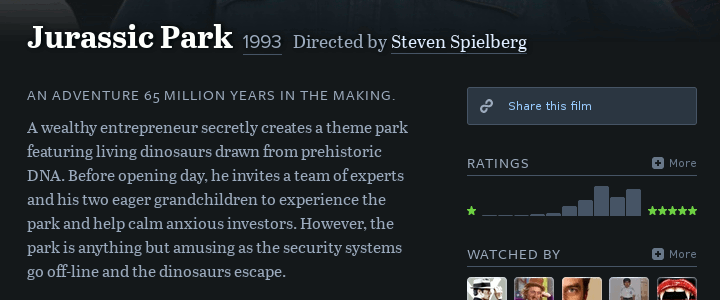 Jurassic Park 1993 Directed by Steven Spielberg
AN ADVENTURE 65 MILLION YEARS IN THE MAKING.
A wealthy entrepreneur secretly creates a theme park
featuring living dinosaurs drawn from prehistoric
DNA. Before opening day, he invites a team of experts
and his two eager grandchildren to experience the
park and help calm anxious investors. However, the
park is anything but amusing as the security systems
go off-line and the dinosaurs escape.
Share this film
RATINGS More
WATCHED BY More